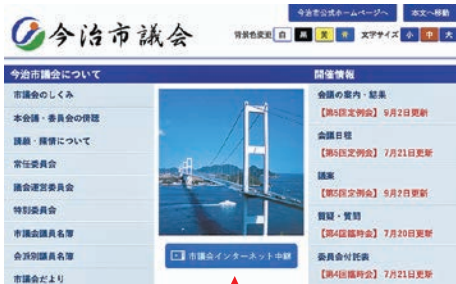 今治市公式ホームページへ
本文へ移動
今治市議会
背景色変更 白 黒 黄 青
文字サイズ 小 中 大
今治市議会について
市議会のしくみ
本会議・委員会の傍聴
請願・陳情について
常任委員会
議会運営委員会
特別委員会
市議会議員名簿
会派別議員名簿
市議会だより
市議会インターネット中継
開催情報
会議の案内・結果
【第5回定例会】 9月2日更新
会議日程
【第5回定例会】 7月21日更新
議案
【第5回定例会】 9月2日更新
質疑・質問
【第4回臨時会】 7月20日更新
委員会付託表
【第4回臨時会】 7月21日更新